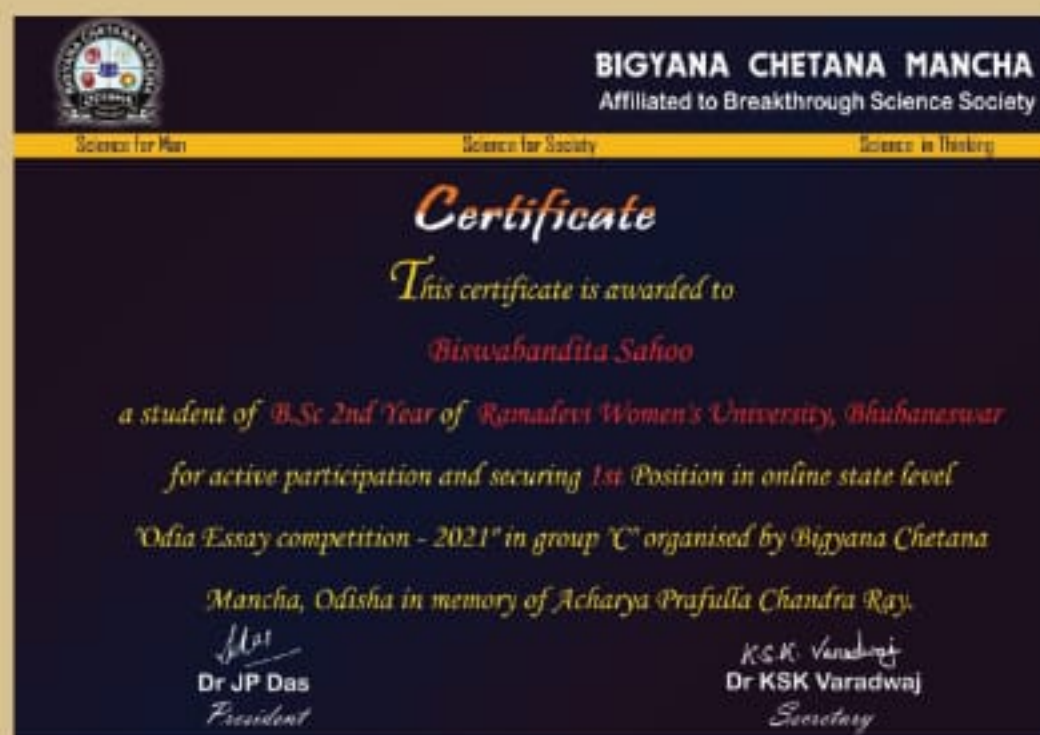 BIGYANA CHETANA MANCHA
Affiliated to Breakthrough Science Society
Science for Man Science for Society Science in Thinking
Certificate
This certificate is awarded to
Biswabandita Sahoo
a student of B.Sc 2nd Year of Ramadevi Women's University, Bhubaneswar
for active participation and securing 1st Position in online state level
"Odia Essay competition - 2021" in group "C" organised by Bigyana Chetana
Mancha, Odisha in memory of Acharya Prafulla Chandra Ray.
K.S.K. Varadwaj
Dr JP Das Dr KSK Varadwaj
President Secretary